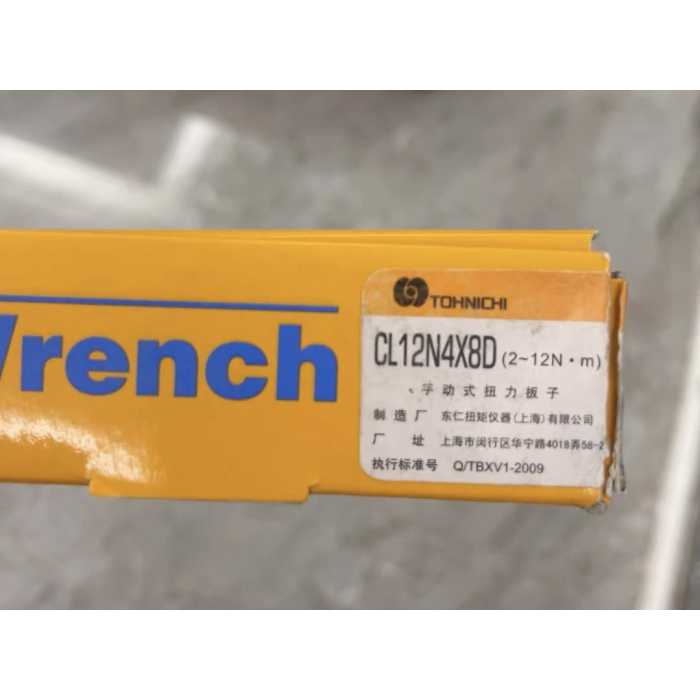 Wrench
TOHNICHI
CL12N4X8D (2~12N·m)
手动式扭力扳子
制造厂 东仁扭矩仪器(上海)有限公司
厂址 上海市闵行区华宁路4018弄58-2
执行标准号 Q/TBXV1-2009